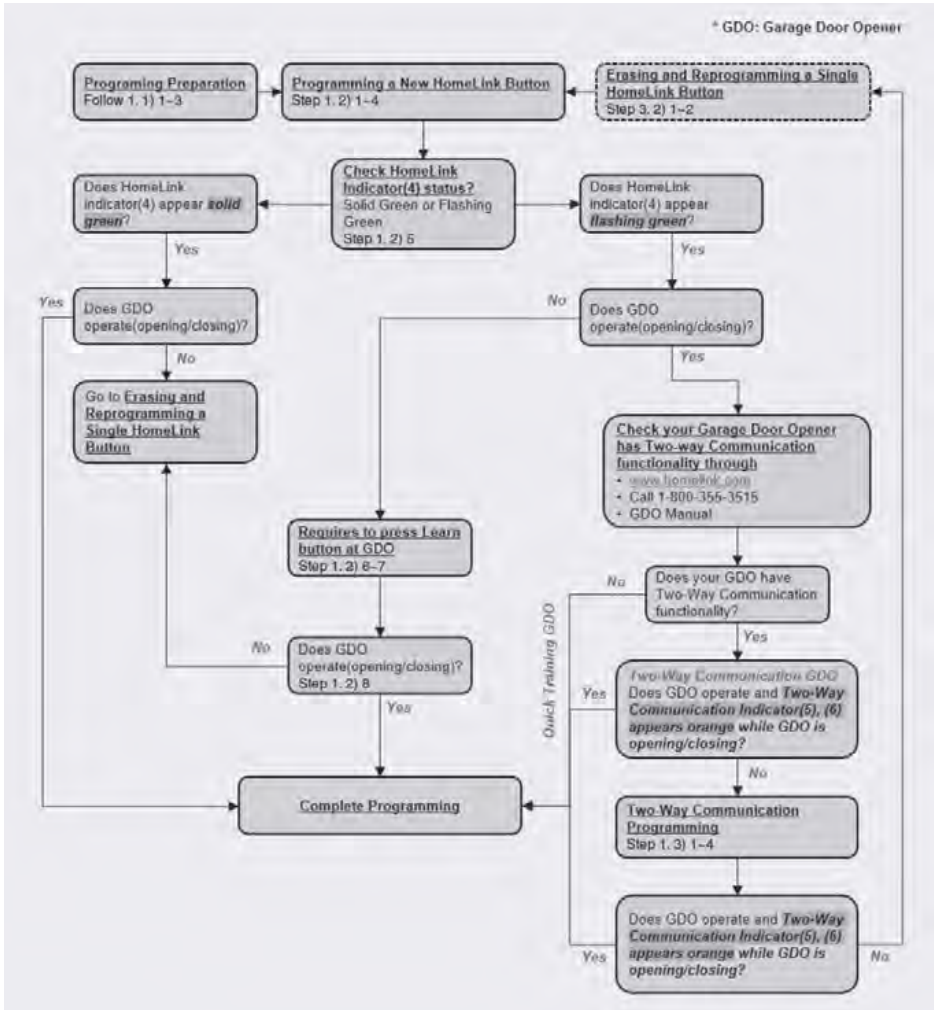 * GDO: Garage Door Opener
Programing Preparation
Follow 1. 1) 1~3
Programming a New HomeLink Button
Step 1. 2) 1~4
Erasing and Reprogramming a Single
HomeLink Button
Step 3. 2) 1~2
Does HomeLink
indicator(4) appear solid
green?
Check HomeLink
Indicator(4) status?
Solid Green or Flashing
Green
Step 1. 2) 5
Does HomeLink
indicator(4) appear
flashing green?
Yes
Yes
Yes
Does GDO
operate(opening/closing)?
No
Does GDO
operate(opening/closing)?
No
Yes
Go to Erasing and
Reprogramming a
Single HomeLink
Button
Check your Garage Door Opener
has Two-way Communication
functionality through
• www.homelink.com
• Call 1-800-355-3515
• GDO Manual
Requires to press Learn
button at GDO
Step 1. 2) 6~7
No
Does your GDO have
Two-Way Communication
functionality?
Yes
Quick Training GDO
No
Does GDO
operate(opening/closing)?
Step 1. 2) 8
Yes
Yes
Two-Way Communication GDO
Does GDO operate and Two-Way
Communication Indicator(5), (6)
appears orange while GDO is
opening/closing?
No
Complete Programming
Two-Way Communication
Programming
Step 1. 3) 1~4
Does GDO operate and Two-Way
Communication Indicator(5), (6)
appears orange while GDO is
opening/closing?
Yes
No